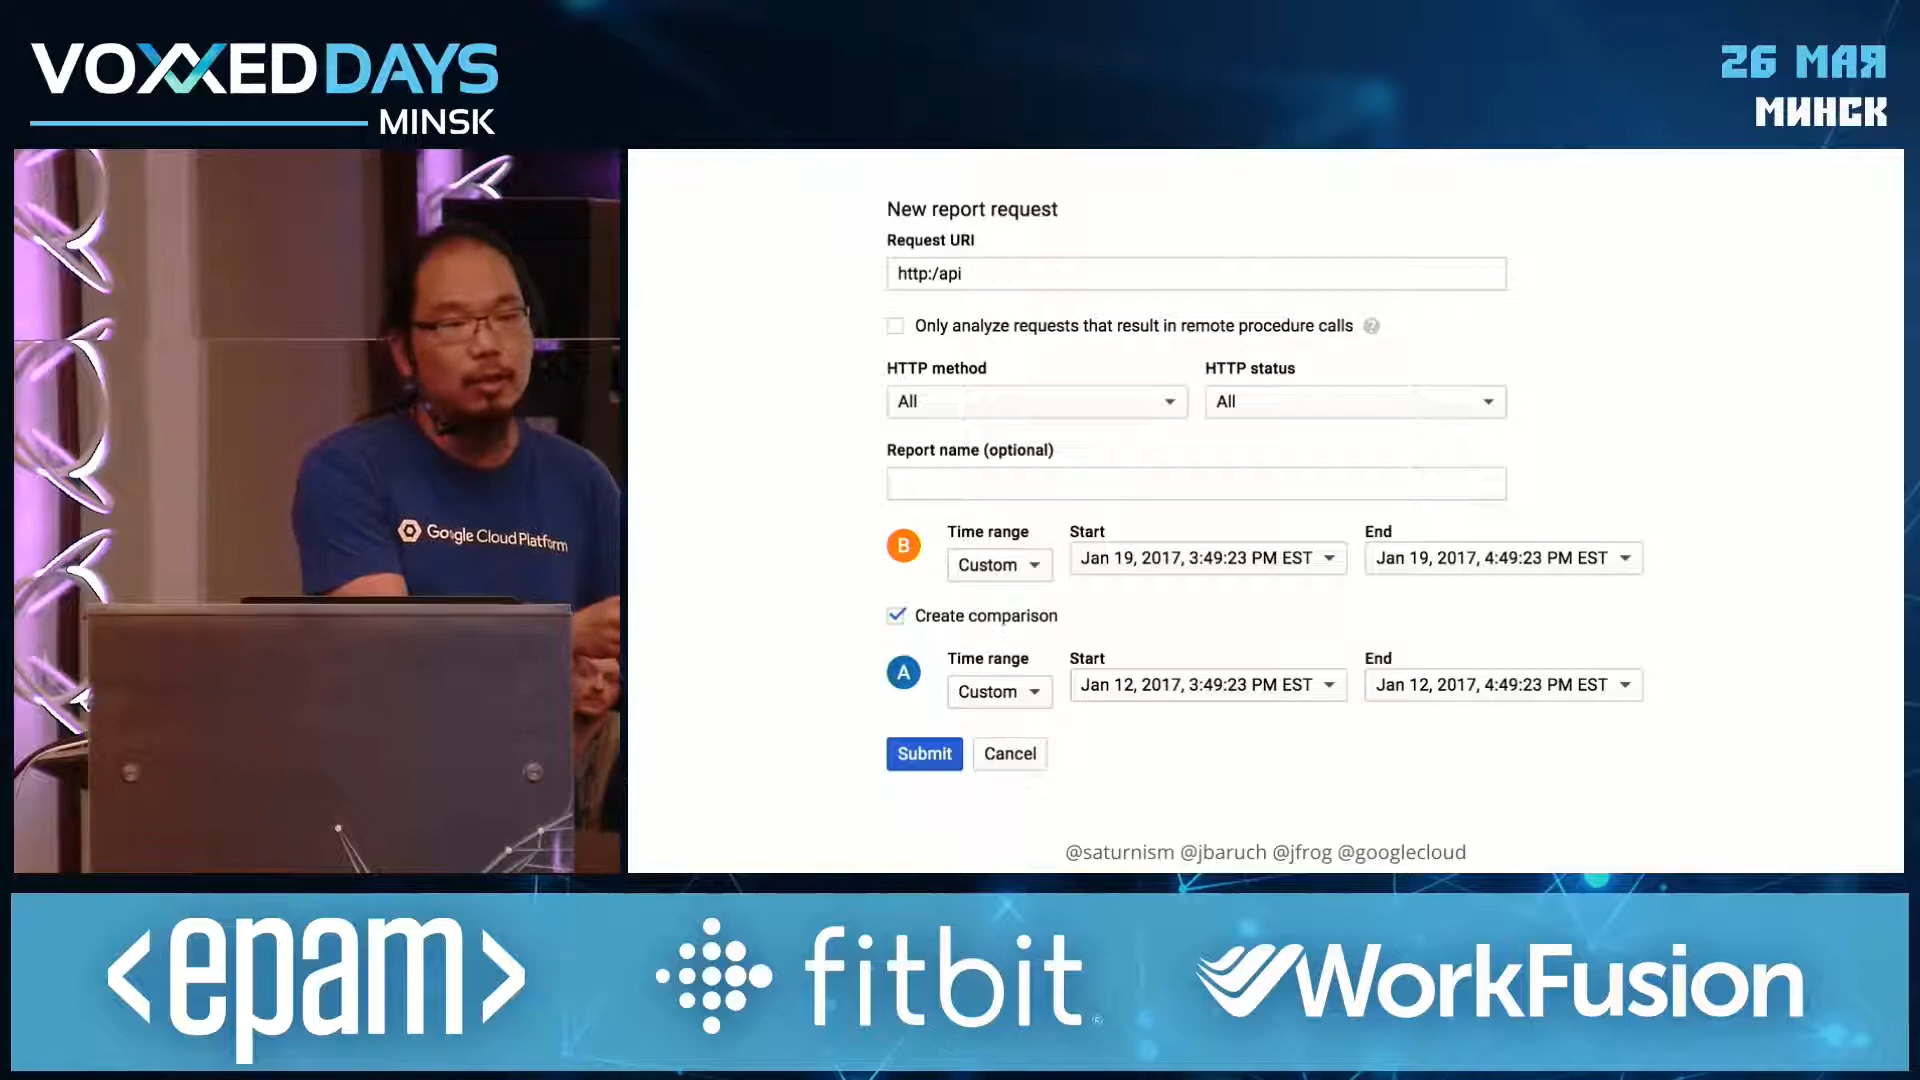 VOXXED DAYS
MINSK
26 МАЯ
МИНСК
Google Cloud Platform
New report request
Request URI
http:/api
Only analyze requests that result in remote procedure calls ?
HTTP method HTTP status
All All
Report name (optional)
B Time range Start End
Custom Jan 19, 2017, 3:49:23 PM EST Jan 19, 2017, 4:49:23 PM EST
Create comparison
A Time range Start End
Custom Jan 12, 2017, 3:49:23 PM EST Jan 12, 2017, 4:49:23 PM EST
Submit Cancel
@saturnism @jbaruch @jfrog @googlecloud
<epam> fitbit® WorkFusion